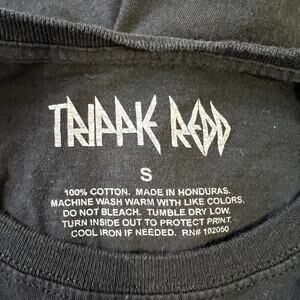 TRIPPIE REDD
S
100% COTTON. MADE IN HONDURAS.
MACHINE WASH WARM WITH LIKE COLORS.
DO NOT BLEACH. TUMBLE DRY LOW.
TURN INSIDE OUT TO PROTECT PRINT.
COOL IRON IF NEEDED. RN# 102050